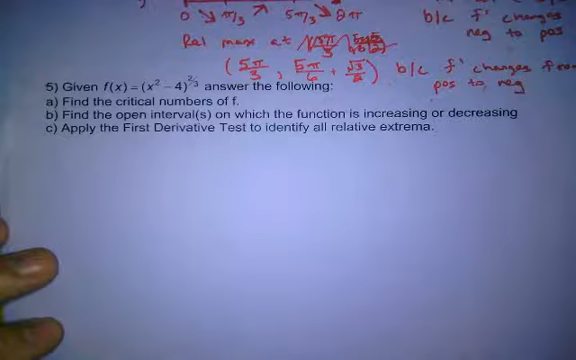 0 ↘ π/3 ↗ 5π/3 ↘ 2π b/c f' changes
neg to pos
Rel max at
(5π/3, 5π/6 + √3/2) b/c f' changes from
pos to neg
5) Given f(x) = (x² − 4)^(2/3) answer the following:
a) Find the critical numbers of f.
b) Find the open interval(s) on which the function is increasing or decreasing
c) Apply the First Derivative Test to identify all relative extrema.